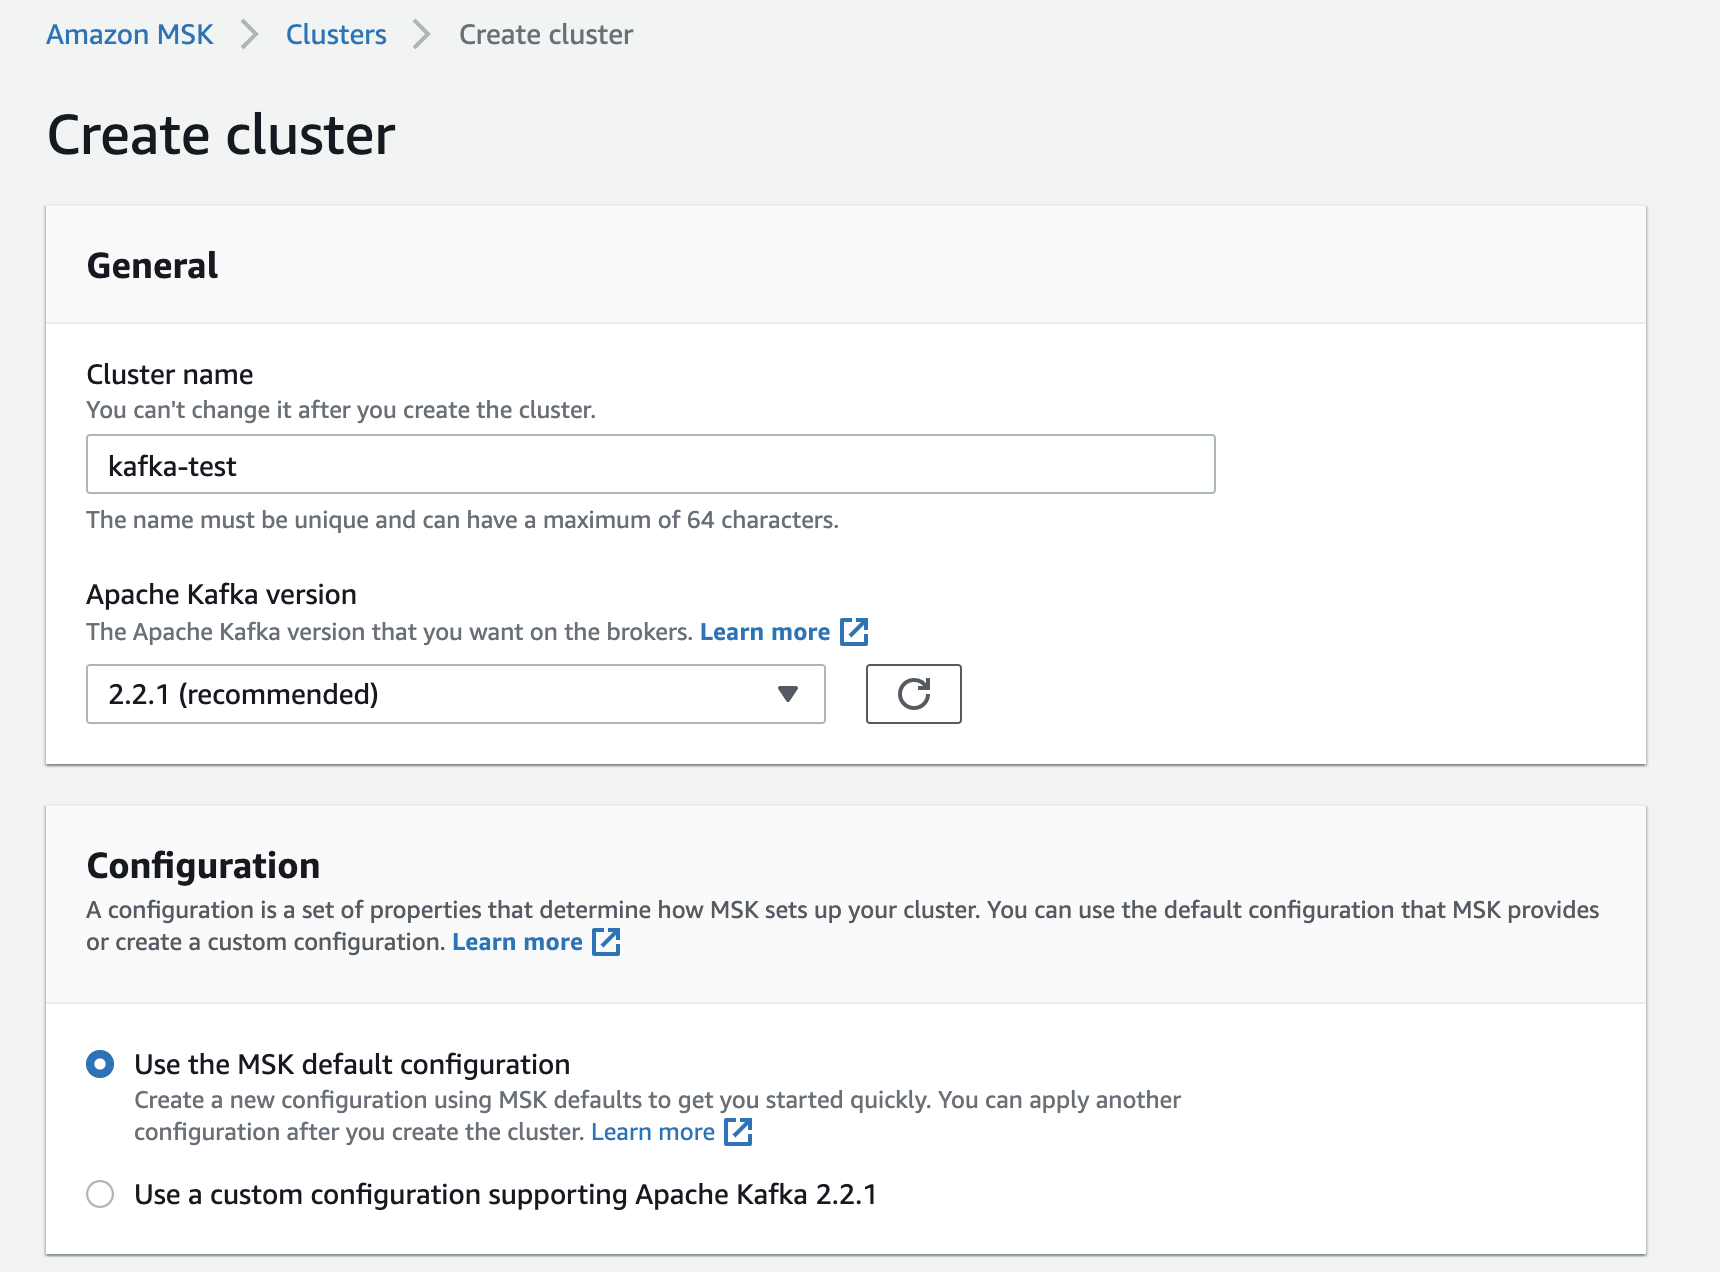 Amazon MSK > Clusters > Create cluster
Create cluster
General
Cluster name
You can't change it after you create the cluster.
kafka-test
The name must be unique and can have a maximum of 64 characters.
Apache Kafka version
The Apache Kafka version that you want on the brokers. Learn more
2.2.1 (recommended)
Configuration
A configuration is a set of properties that determine how MSK sets up your cluster. You can use the default configuration that MSK provides
or create a custom configuration. Learn more
Use the MSK default configuration
Create a new configuration using MSK defaults to get you started quickly. You can apply another
configuration after you create the cluster. Learn more
Use a custom configuration supporting Apache Kafka 2.2.1